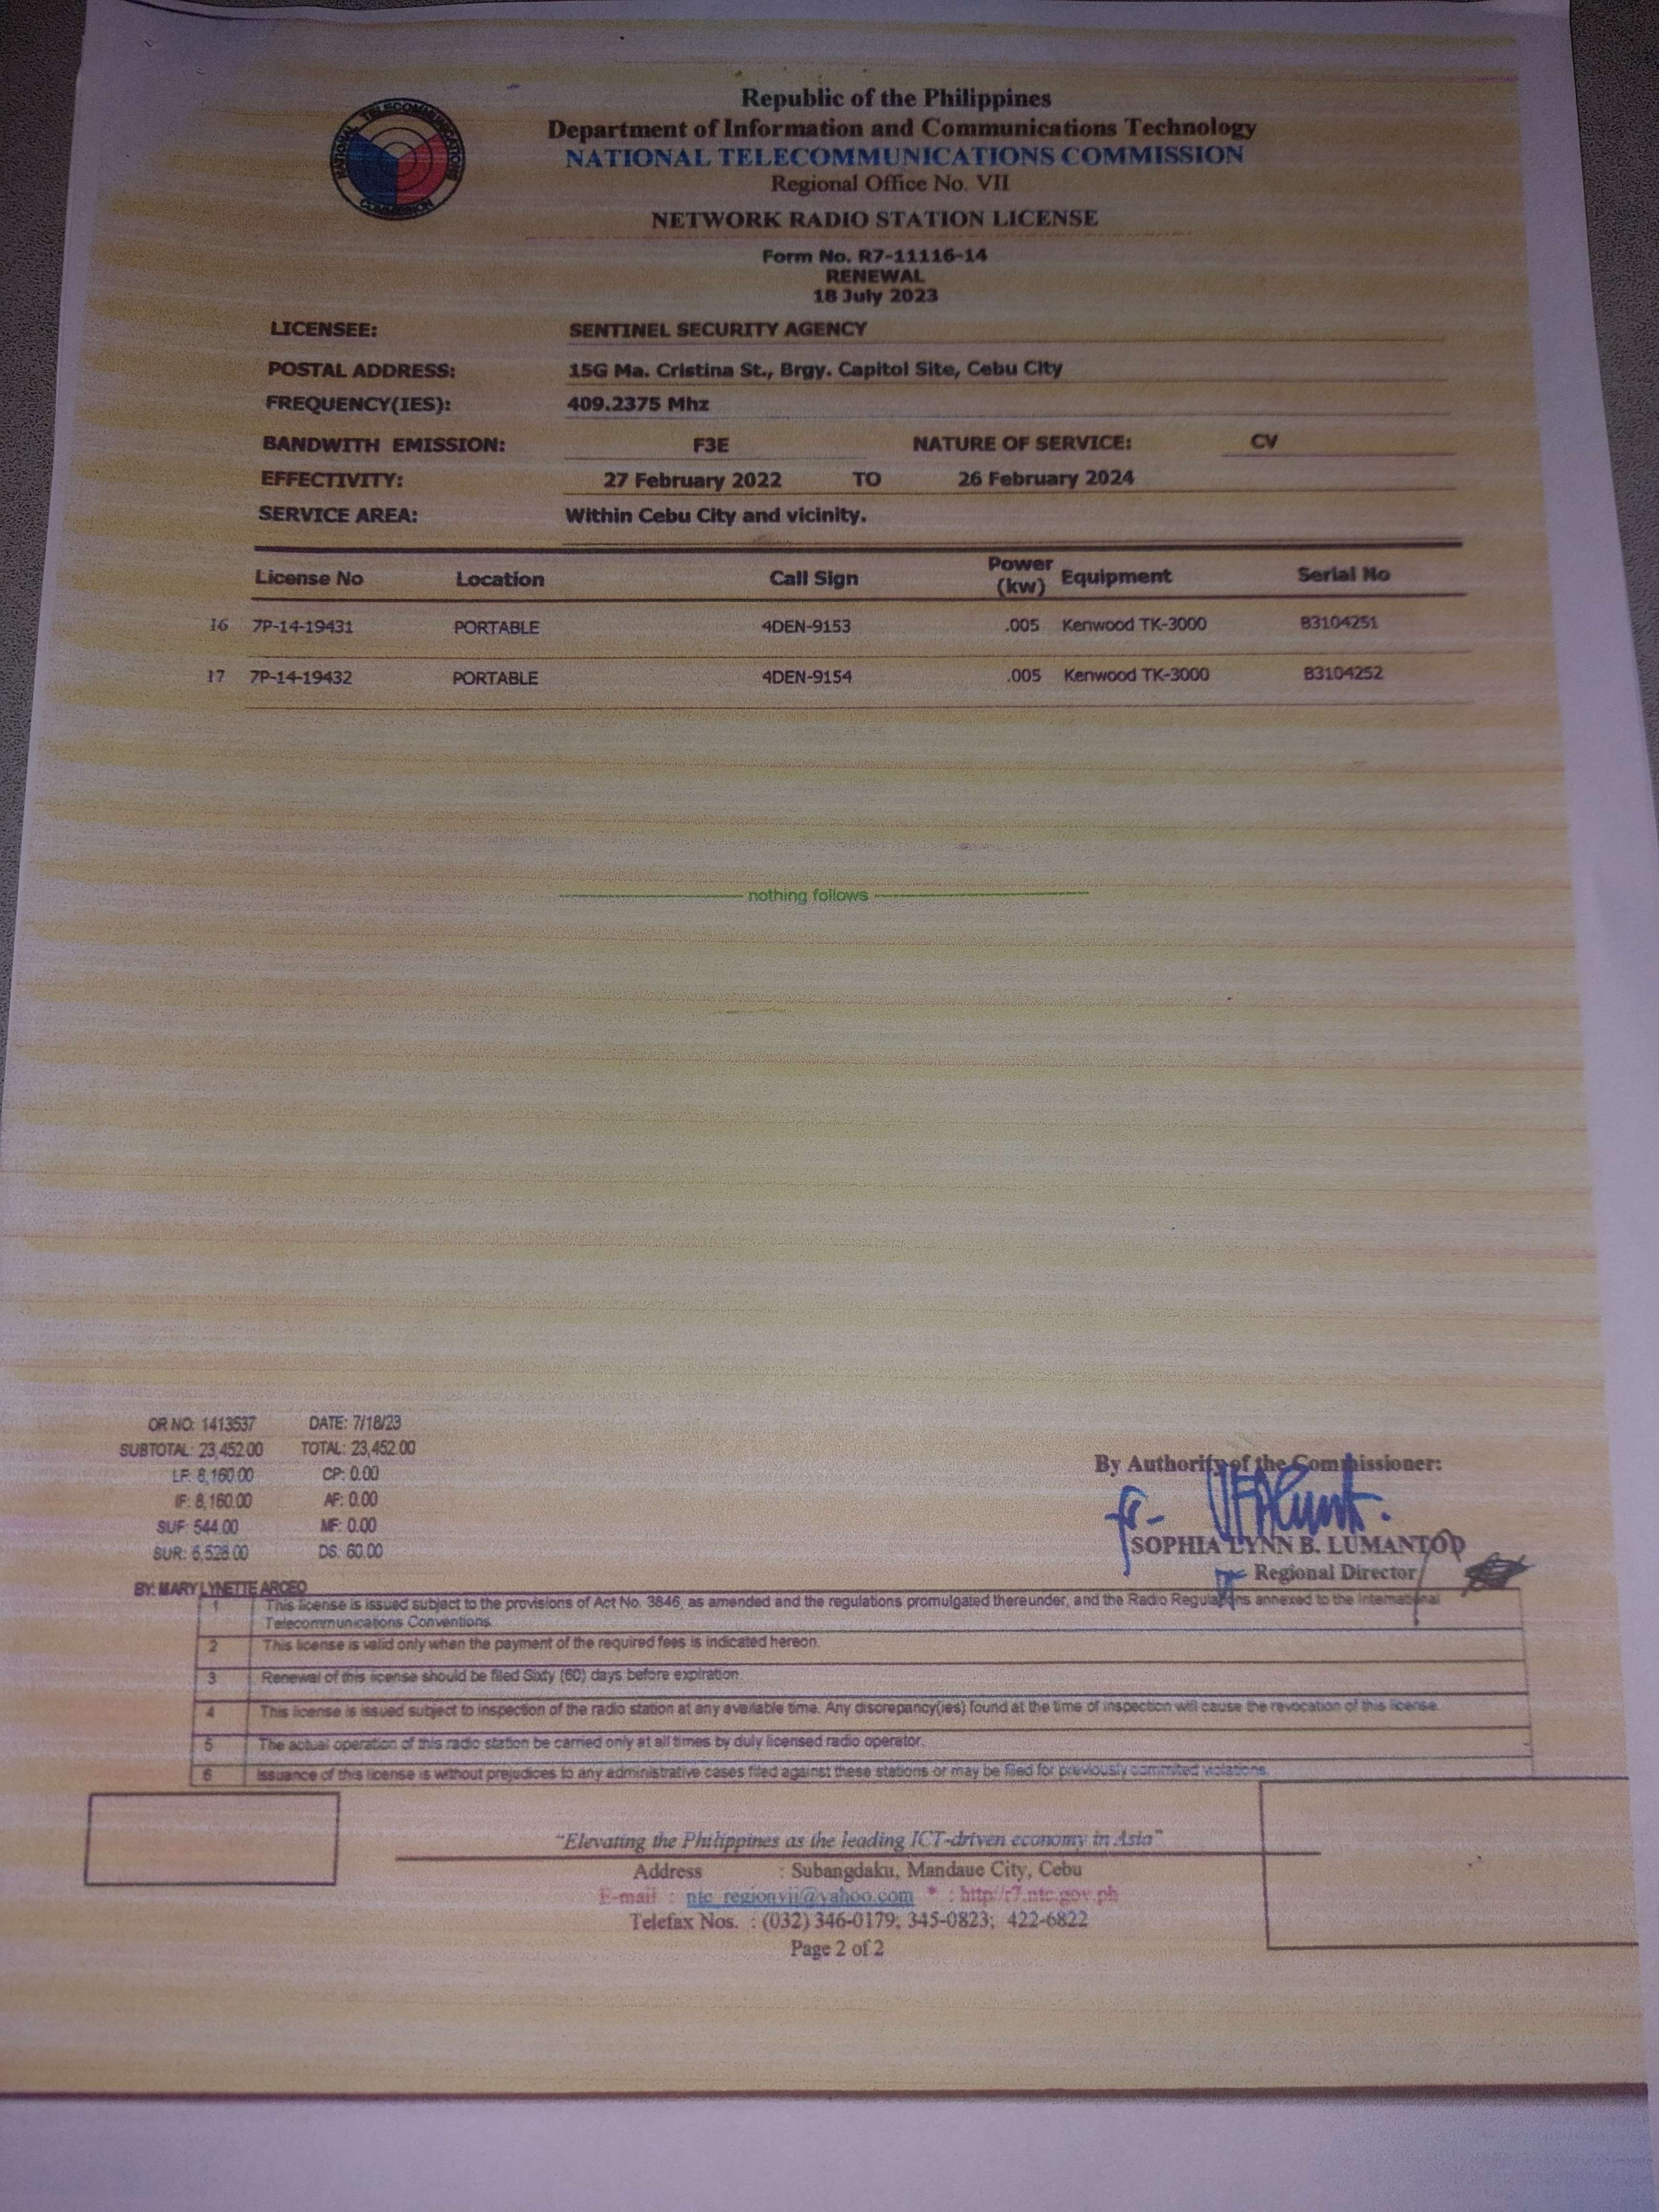 NATIONAL TELECOMMUNICATIONS COMMISSION
Republic of the Philippines
Department of Information and Communications Technology
NATIONAL TELECOMMUNICATIONS COMMISSION
Regional Office No. VII
NETWORK RADIO STATION LICENSE
Form No. R7-11116-14
RENEWAL
18 July 2023
LICENSEE: SENTINEL SECURITY AGENCY
POSTAL ADDRESS: 15G Ma. Cristina St., Brgy. Capitol Site, Cebu City
FREQUENCY(IES): 409.2375 Mhz
BANDWITH EMISSION: F3E NATURE OF SERVICE: CV
EFFECTIVITY: 27 February 2022 TO 26 February 2024
SERVICE AREA: Within Cebu City and vicinity.
License No Location Call Sign Power (kw) Equipment Serial No
16 7P-14-19431 PORTABLE 4DEN-9153 .005 Kenwood TK-3000 B3104251
17 7P-14-19432 PORTABLE 4DEN-9154 .005 Kenwood TK-3000 B3104252
nothing follows
OR NO: 1413537 DATE: 7/18/23
SUBTOTAL: 23,452.00 TOTAL: 23,452.00
LF: 8,160.00 CP: 0.00
IF: 8,160.00 AF: 0.00
SUF: 544.00 MF: 0.00
SUR: 6,528.00 DS: 60.00
BY: MARY LYNETTE ARCEO
By Authority of the Commissioner:
SOPHIA LYNN B. LUMANTOD
Regional Director
1 This license is issued subject to the provisions of Act No. 3846, as amended and the regulations promulgated thereunder, and the Radio Regulations annexed to the International
Telecommunications Conventions.
2 This license is valid only when the payment of the required fees is indicated hereon.
3 Renewal of this license should be filed Sixty (60) days before expiration.
4 This license is issued subject to inspection of the radio station at any available time. Any discrepancy(ies) found at the time of inspection will cause the revocation of this license.
5 The actual operation of this radio station be carried only at all times by duly licensed radio operator.
6 Issuance of this license is without prejudices to any administrative cases filed against these stations or may be filed for previously commited violations.
"Elevating the Philippines as the leading ICT-driven economy in Asia"
Address : Subangdaku, Mandaue City, Cebu
E-mail : ntc_regionvii@yahoo.com * : http//r7.ntc.gov.ph
Telefax Nos. : (032) 346-0179; 345-0823; 422-6822
Page 2 of 2